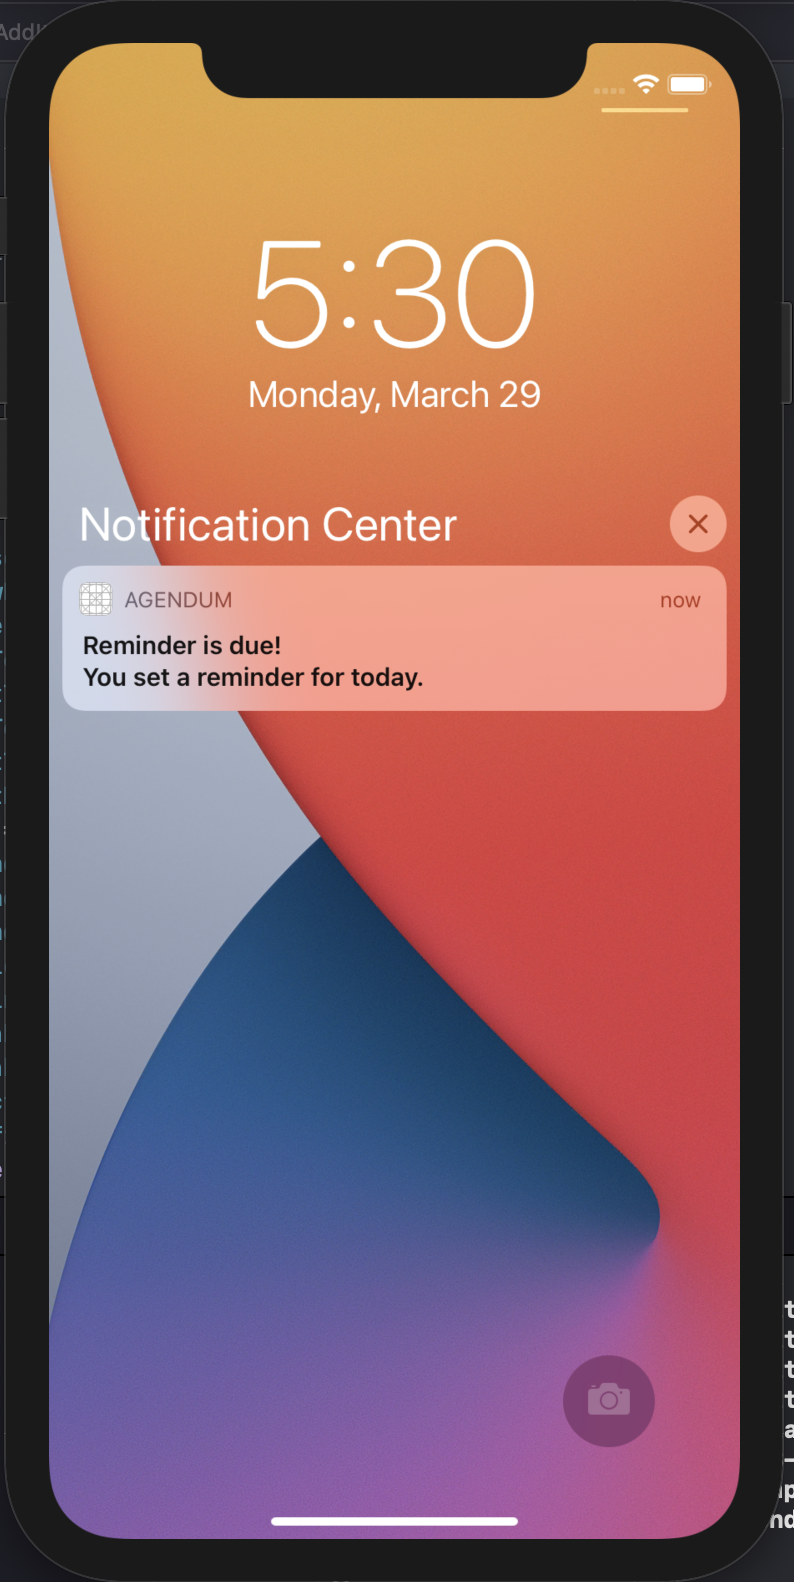 5:30
Monday, March 29
Notification Center
AGENDUM now
Reminder is due!
You set a reminder for today.